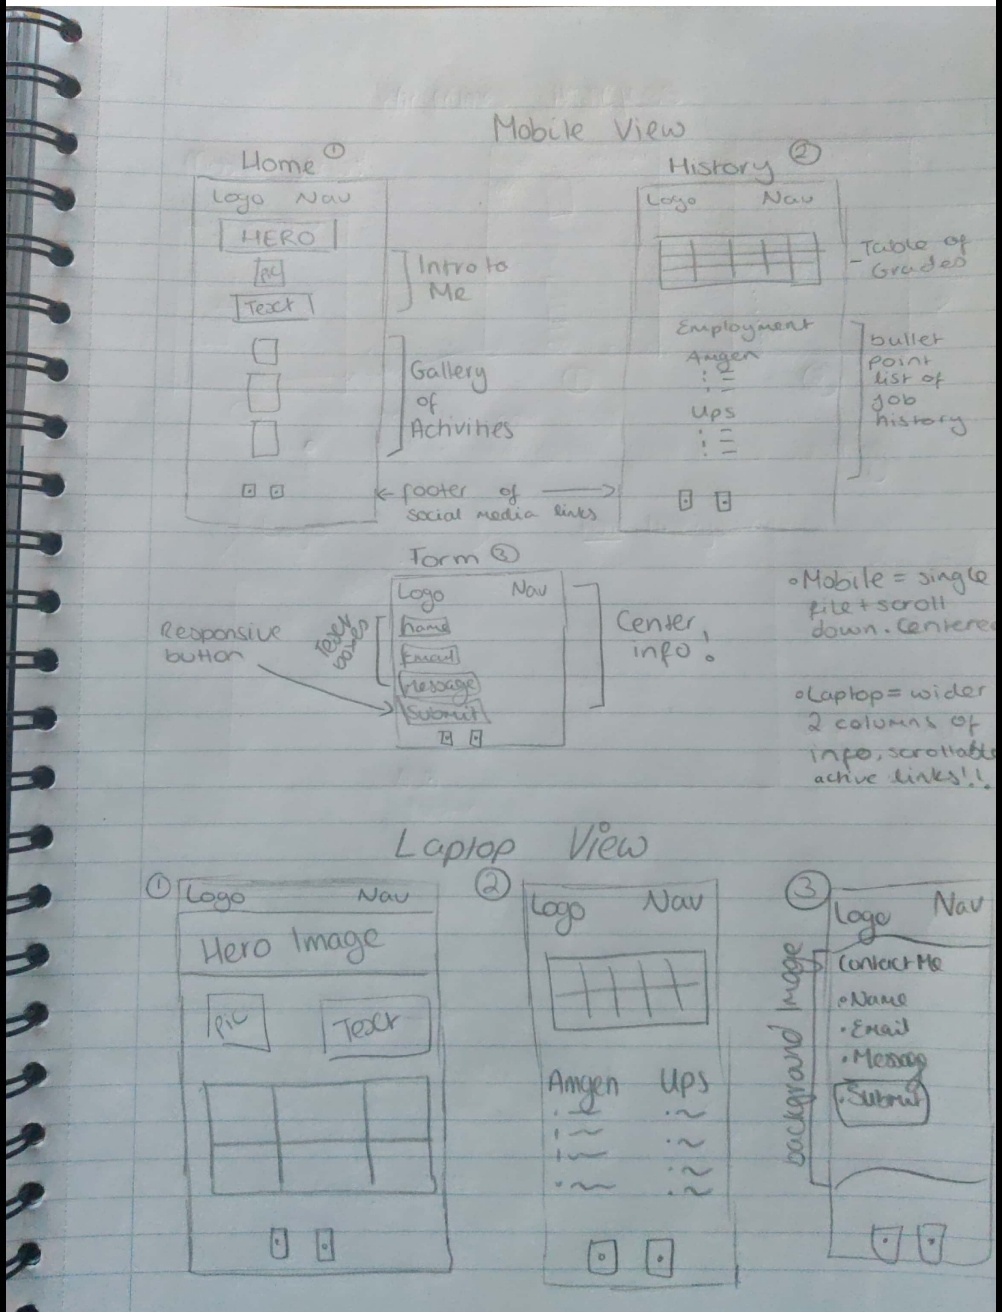 Mobile View
Home ①
Logo Nav
HERO
Pic
Text
Intro to
Me
Gallery
of
Activities
History ②
Logo Nav
- Table of
Grades
Employment
Amgen
Ups
bullet
point
list of
job
history
← footer of →
social media links
Form ③
Logo Nav
name
Email
Message
Submit
Text
boxes
Responsive
button
Center
info!
• Mobile = single
file + scroll
down. Centered
• Laptop = wider
2 columns of
info, scrollable
active links!!
Laptop View
①
Logo Nav
Hero Image
Pic Text
②
Logo Nav
Amgen Ups
③
Logo Nav
Contact Me
• Name
• Email
• Message
• Submit
background Image